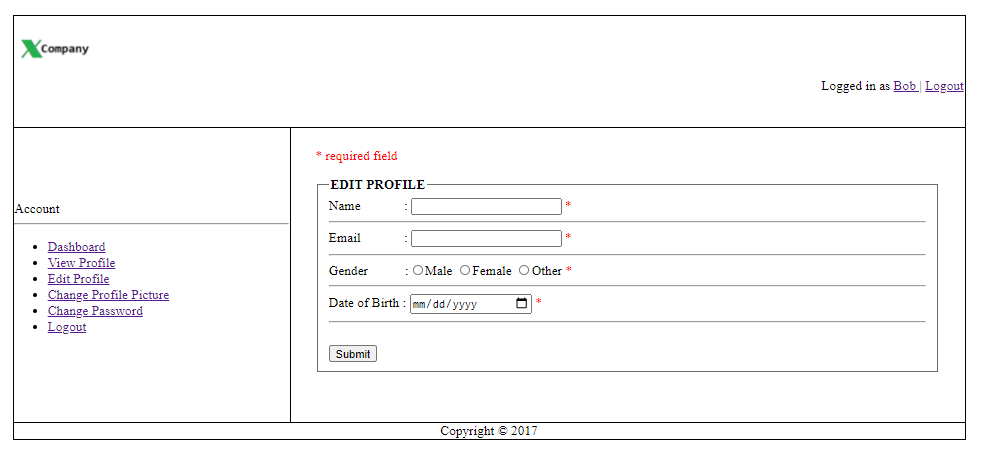 XCompany
Logged in as Bob | Logout
* required field
EDIT PROFILE
Name : *
Email : *
Gender : Male Female Other *
Date of Birth : mm/dd/yyyy *
Submit
Account
Dashboard
View Profile
Edit Profile
Change Profile Picture
Change Password
Logout
Copyright © 2017